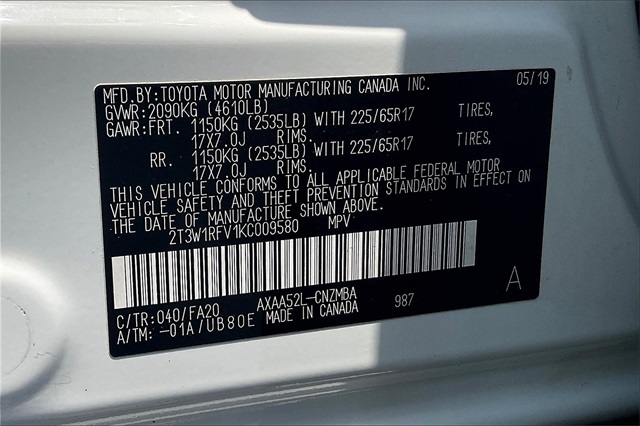 MFD.BY:TOYOTA MOTOR MANUFACTURING CANADA INC. 05/19
GVWR:2090KG (4610LB)
GAWR:FRT. 1150KG (2535LB) WITH 225/65R17 TIRES,
17X7.0J RIMS.
RR. 1150KG (2535LB) WITH 225/65R17 TIRES,
17X7.0J RIMS.
THIS VEHICLE CONFORMS TO ALL APPLICABLE FEDERAL MOTOR
VEHICLE SAFETY AND THEFT PREVENTION STANDARDS IN EFFECT ON
THE DATE OF MANUFACTURE SHOWN ABOVE.
2T3W1RFV1KC009580 MPV
C/TR:040/FA20 AXAA52L-CNZMBA 987 A
A/TM: -01A/UB80E MADE IN CANADA